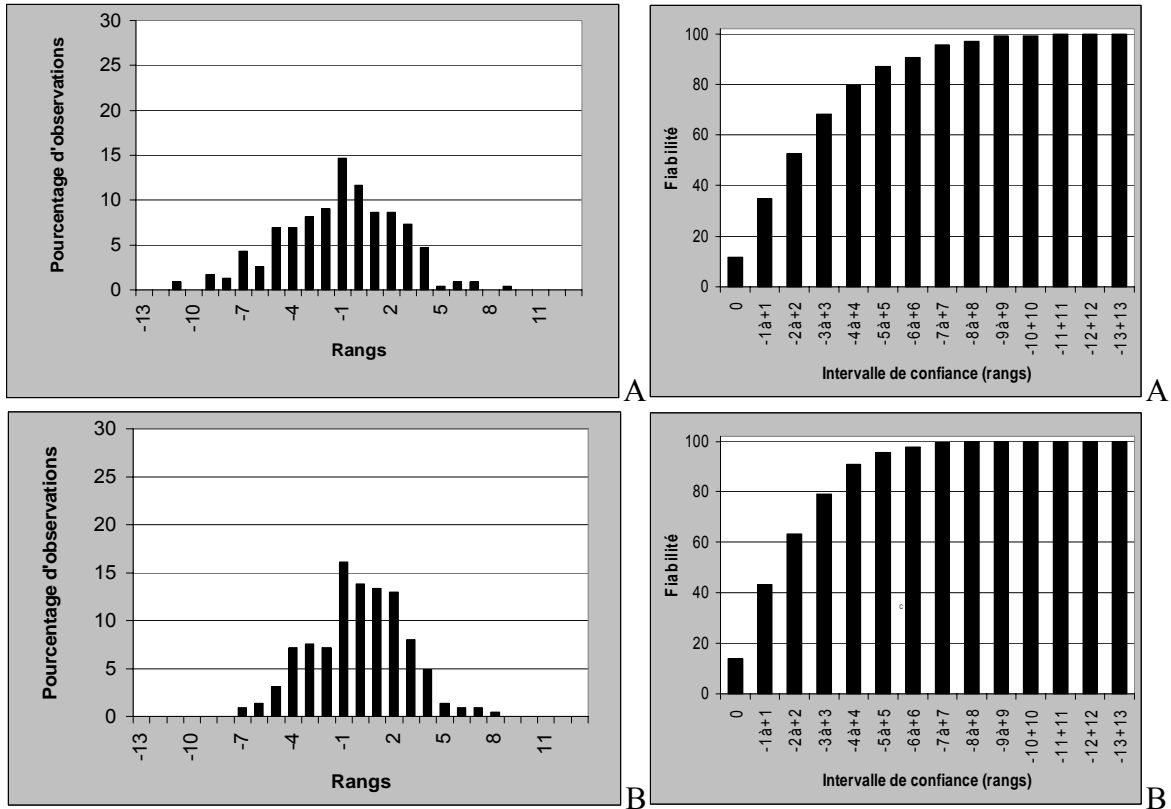 Pourcentage d'observations
30
25
20
15
10
5
0
-13
-10
-7
-4
-1
2
5
8
11
Rangs
A
Fiabilité
100
80
60
40
20
0
0
-1à+1
-2à+2
-3à+3
-4à+4
-5à+5
-6à+6
-7à+7
-8à+8
-9à+9
-10+10
-11+11
-12+12
-13+13
Intervalle de confiance (rangs)
A
Pourcentage d'observations
30
25
20
15
10
5
0
-13
-10
-7
-4
-1
2
5
8
11
Rangs
B
Fiabilité
100
80
60
40
20
0
c
0
-1à+1
-2à+2
-3à+3
-4à+4
-5à+5
-6à+6
-7à+7
-8à+8
-9à+9
-10+10
-11+11
-12+12
-13+13
Intervalle de confiance (rangs)
B